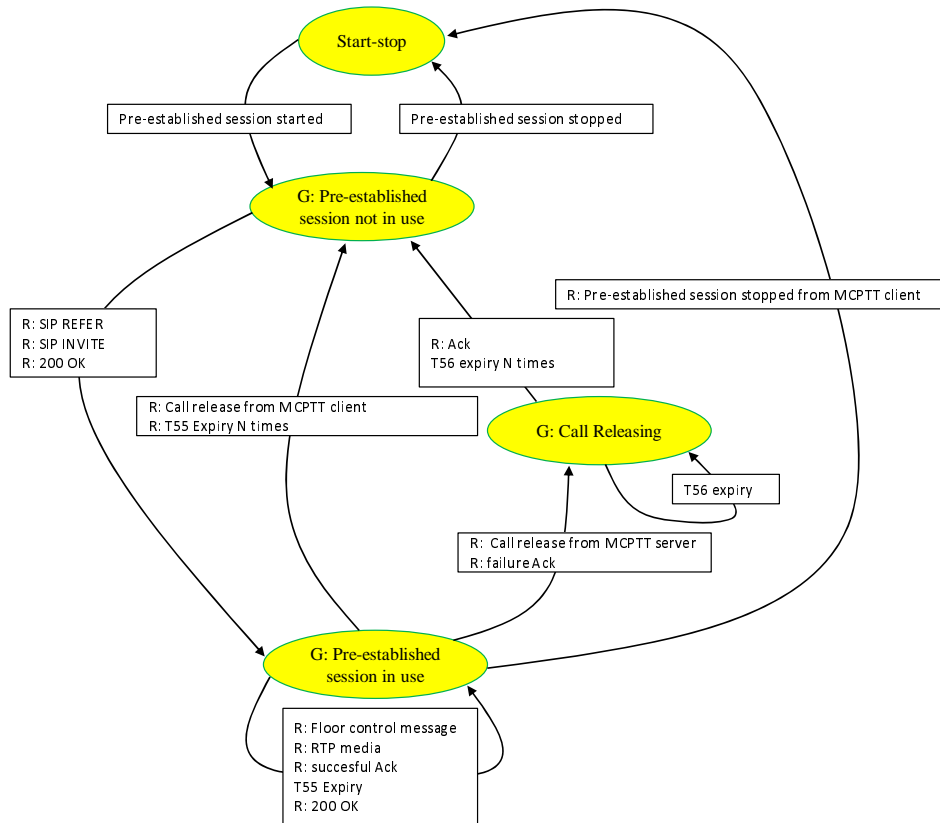 Start-stop
Pre-established session started
Pre-established session stopped
G: Pre-established
session not in use
R: Pre-established session stopped from MCPTT client
R: SIP REFER
R: SIP INVITE
R: 200 OK
R: Ack
T56 expiry N times
R: Call release from MCPTT client
R: T55 Expiry N times
G: Call Releasing
T56 expiry
R: Call release from MCPTT server
R: failure Ack
G: Pre-established
session in use
R: Floor control message
R: RTP media
R: succesful Ack
T55 Expiry
R: 200 OK